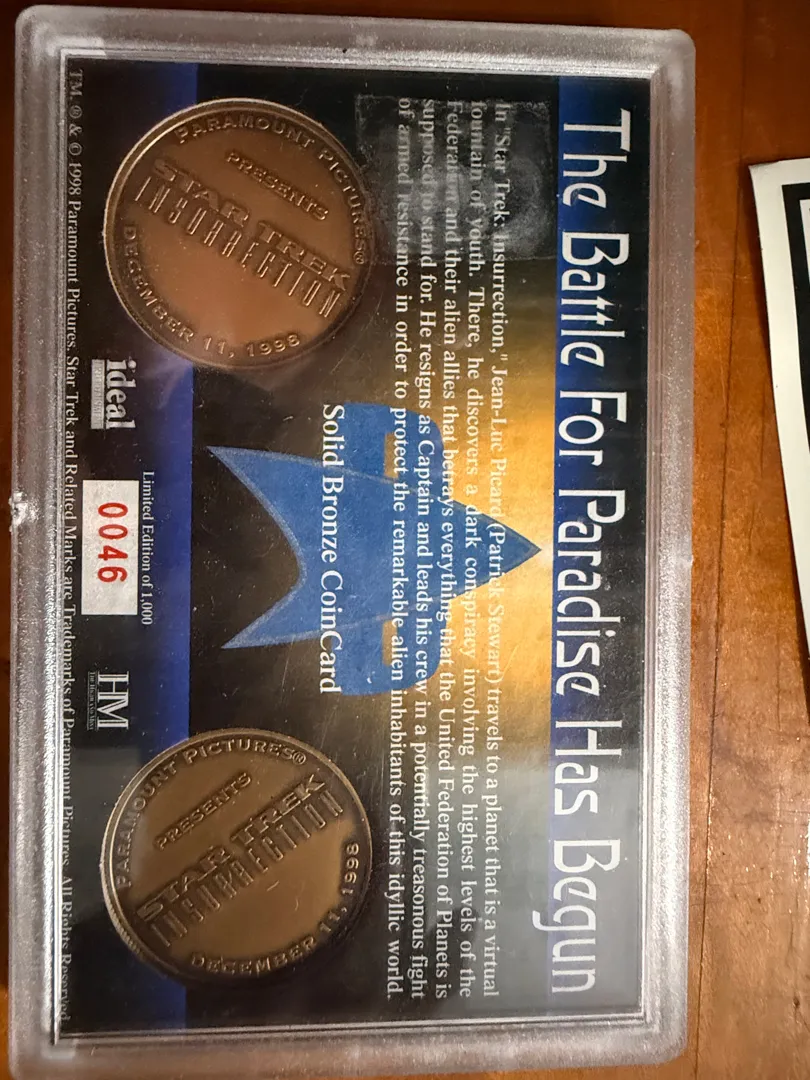 The Battle For Paradise Has Begun
In "Star Trek: Insurrection," Jean-Luc Picard (Patrick Stewart) travels to a planet that is a virtual
fountain of youth. There, he discovers a dark conspiracy involving the highest levels of the
Federation and their alien allies that betrays everything that the United Federation of Planets is
supposed to stand for. He resigns as Captain and leads his crew in a potentially treasonous fight
of armed resistance in order to protect the remarkable alien inhabitants of this idyllic world.
Solid Bronze CoinCard
PARAMOUNT PICTURES®
PRESENTS
STAR TREK
INSURRECTION
DECEMBER 11, 1998
PARAMOUNT PICTURES®
PRESENTS
STAR TREK
INSURRECTION
DECEMBER 11, 1998
ideal
Limited Edition of 1,000
0046
HM
TM, ® & © 1998 Paramount Pictures. Star Trek and Related Marks are Trademarks of Paramount Pictures. All Rights Reserved.